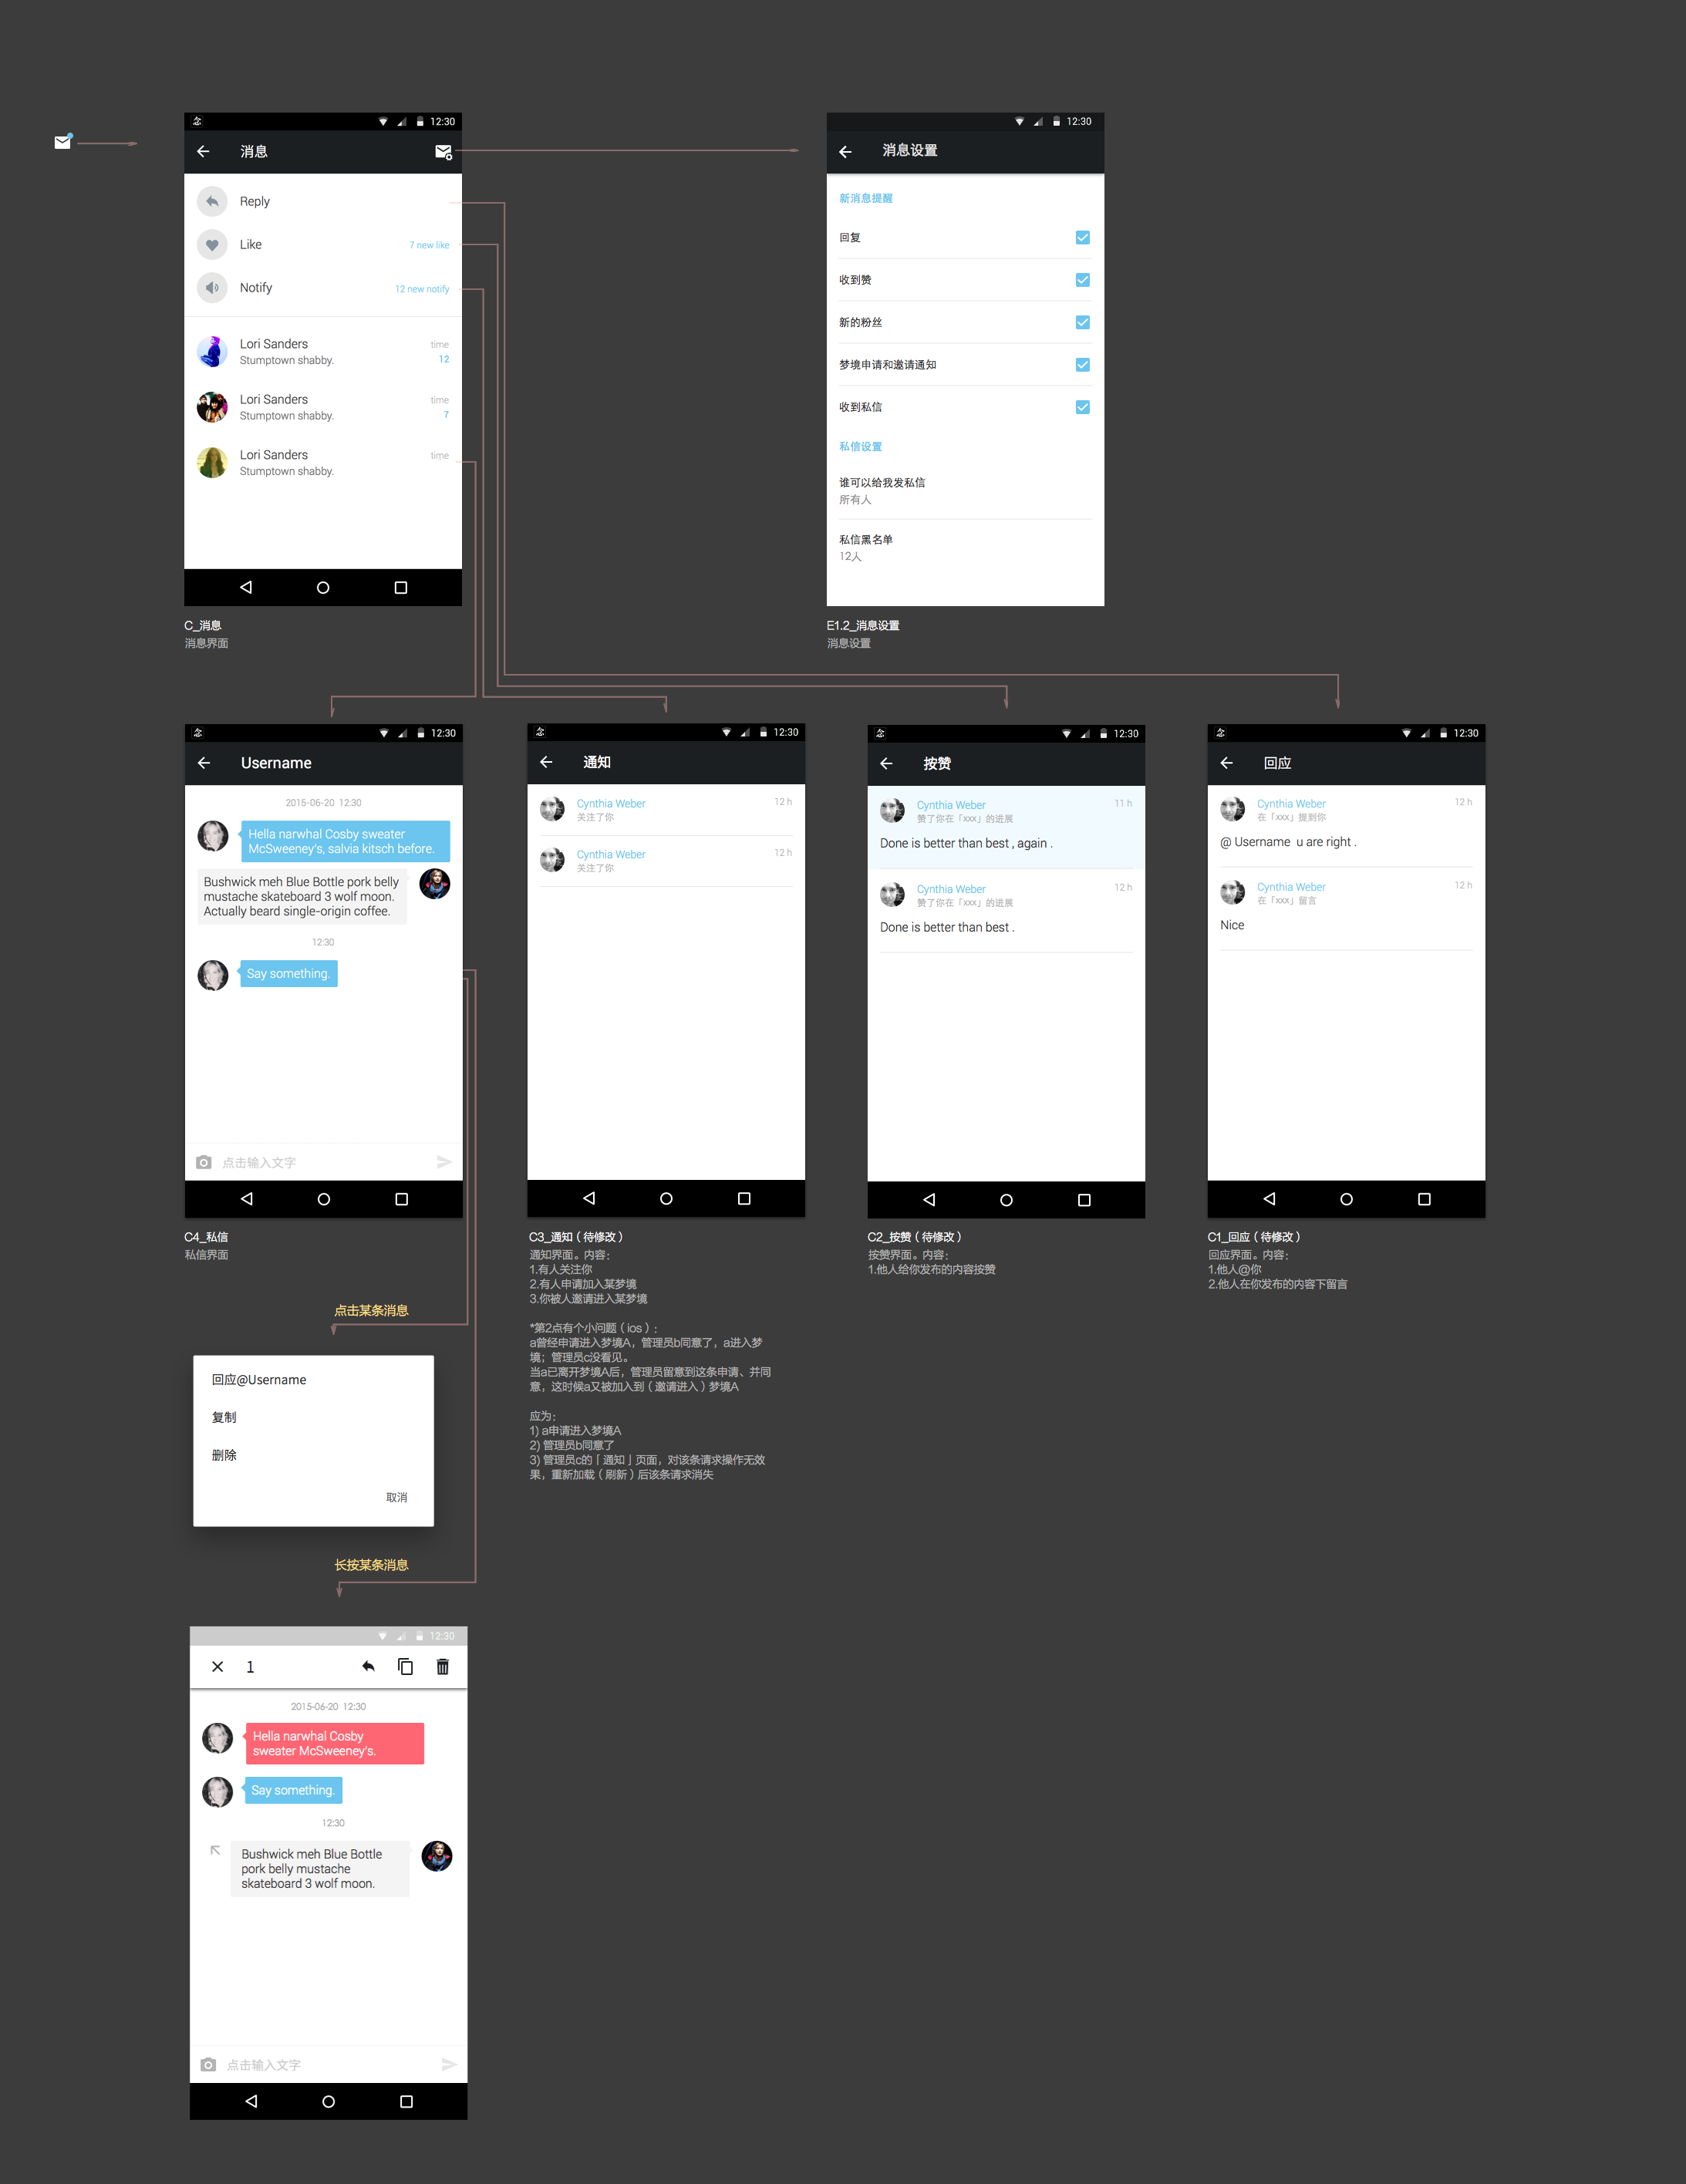 12:30
消息
Reply
Like
7 new like
Notify
12 new notify
Lori Sanders
time
Stumptown shabby.
12
Lori Sanders
time
Stumptown shabby.
7
Lori Sanders
time
Stumptown shabby.
C_消息
消息界面
12:30
消息设置
新消息提醒
回复
收到赞
新的粉丝
梦境申请和邀请通知
收到私信
私信设置
谁可以给我发私信
所有人
私信黑名单
12人
E1.2_消息设置
消息设置
12:30
Username
2015-06-20 12:30
Hella narwhal Cosby sweater
McSweeney's, salvia kitsch before.
Bushwick meh Blue Bottle pork belly
mustache skateboard 3 wolf moon.
Actually beard single-origin coffee.
12:30
Say something.
点击输入文字
C4_私信
私信界面
12:30
通知
Cynthia Weber
12 h
关注了你
Cynthia Weber
12 h
关注了你
C3_通知（待修改）
通知界面。内容：
1.有人关注你
2.有人申请加入某梦境
3.你被人邀请进入某梦境
*第2点有个小问题（ios）：
a曾经申请进入梦境A，管理员b同意了，a进入梦
境；管理员c没看见。
当a已离开梦境A后，管理员留意到这条申请、并同
意，这时候a又被加入到（邀请进入）梦境A
应为：
1) a申请进入梦境A
2) 管理员b同意了
3) 管理员c的「通知」页面，对该条请求操作无效
果，重新加载（刷新）后该条请求消失
12:30
按赞
Cynthia Weber
11 h
赞了你在「xxx」的进展
Done is better than best , again .
Cynthia Weber
12 h
赞了你在「xxx」的进展
Done is better than best .
C2_按赞（待修改）
按赞界面。内容：
1.他人给你发布的内容按赞
12:30
回应
Cynthia Weber
12 h
在「xxx」提到你
@ Username u are right .
Cynthia Weber
12 h
在「xxx」留言
Nice
C1_回应（待修改）
回应界面。内容：
1.他人@你
2.他人在你发布的内容下留言
点击某条消息
回应@Username
复制
删除
取消
长按某条消息
12:30
1
2015-06-20 12:30
Hella narwhal Cosby
sweater McSweeney's.
Say something.
12:30
Bushwick meh Blue Bottle
pork belly mustache
skateboard 3 wolf moon.
点击输入文字